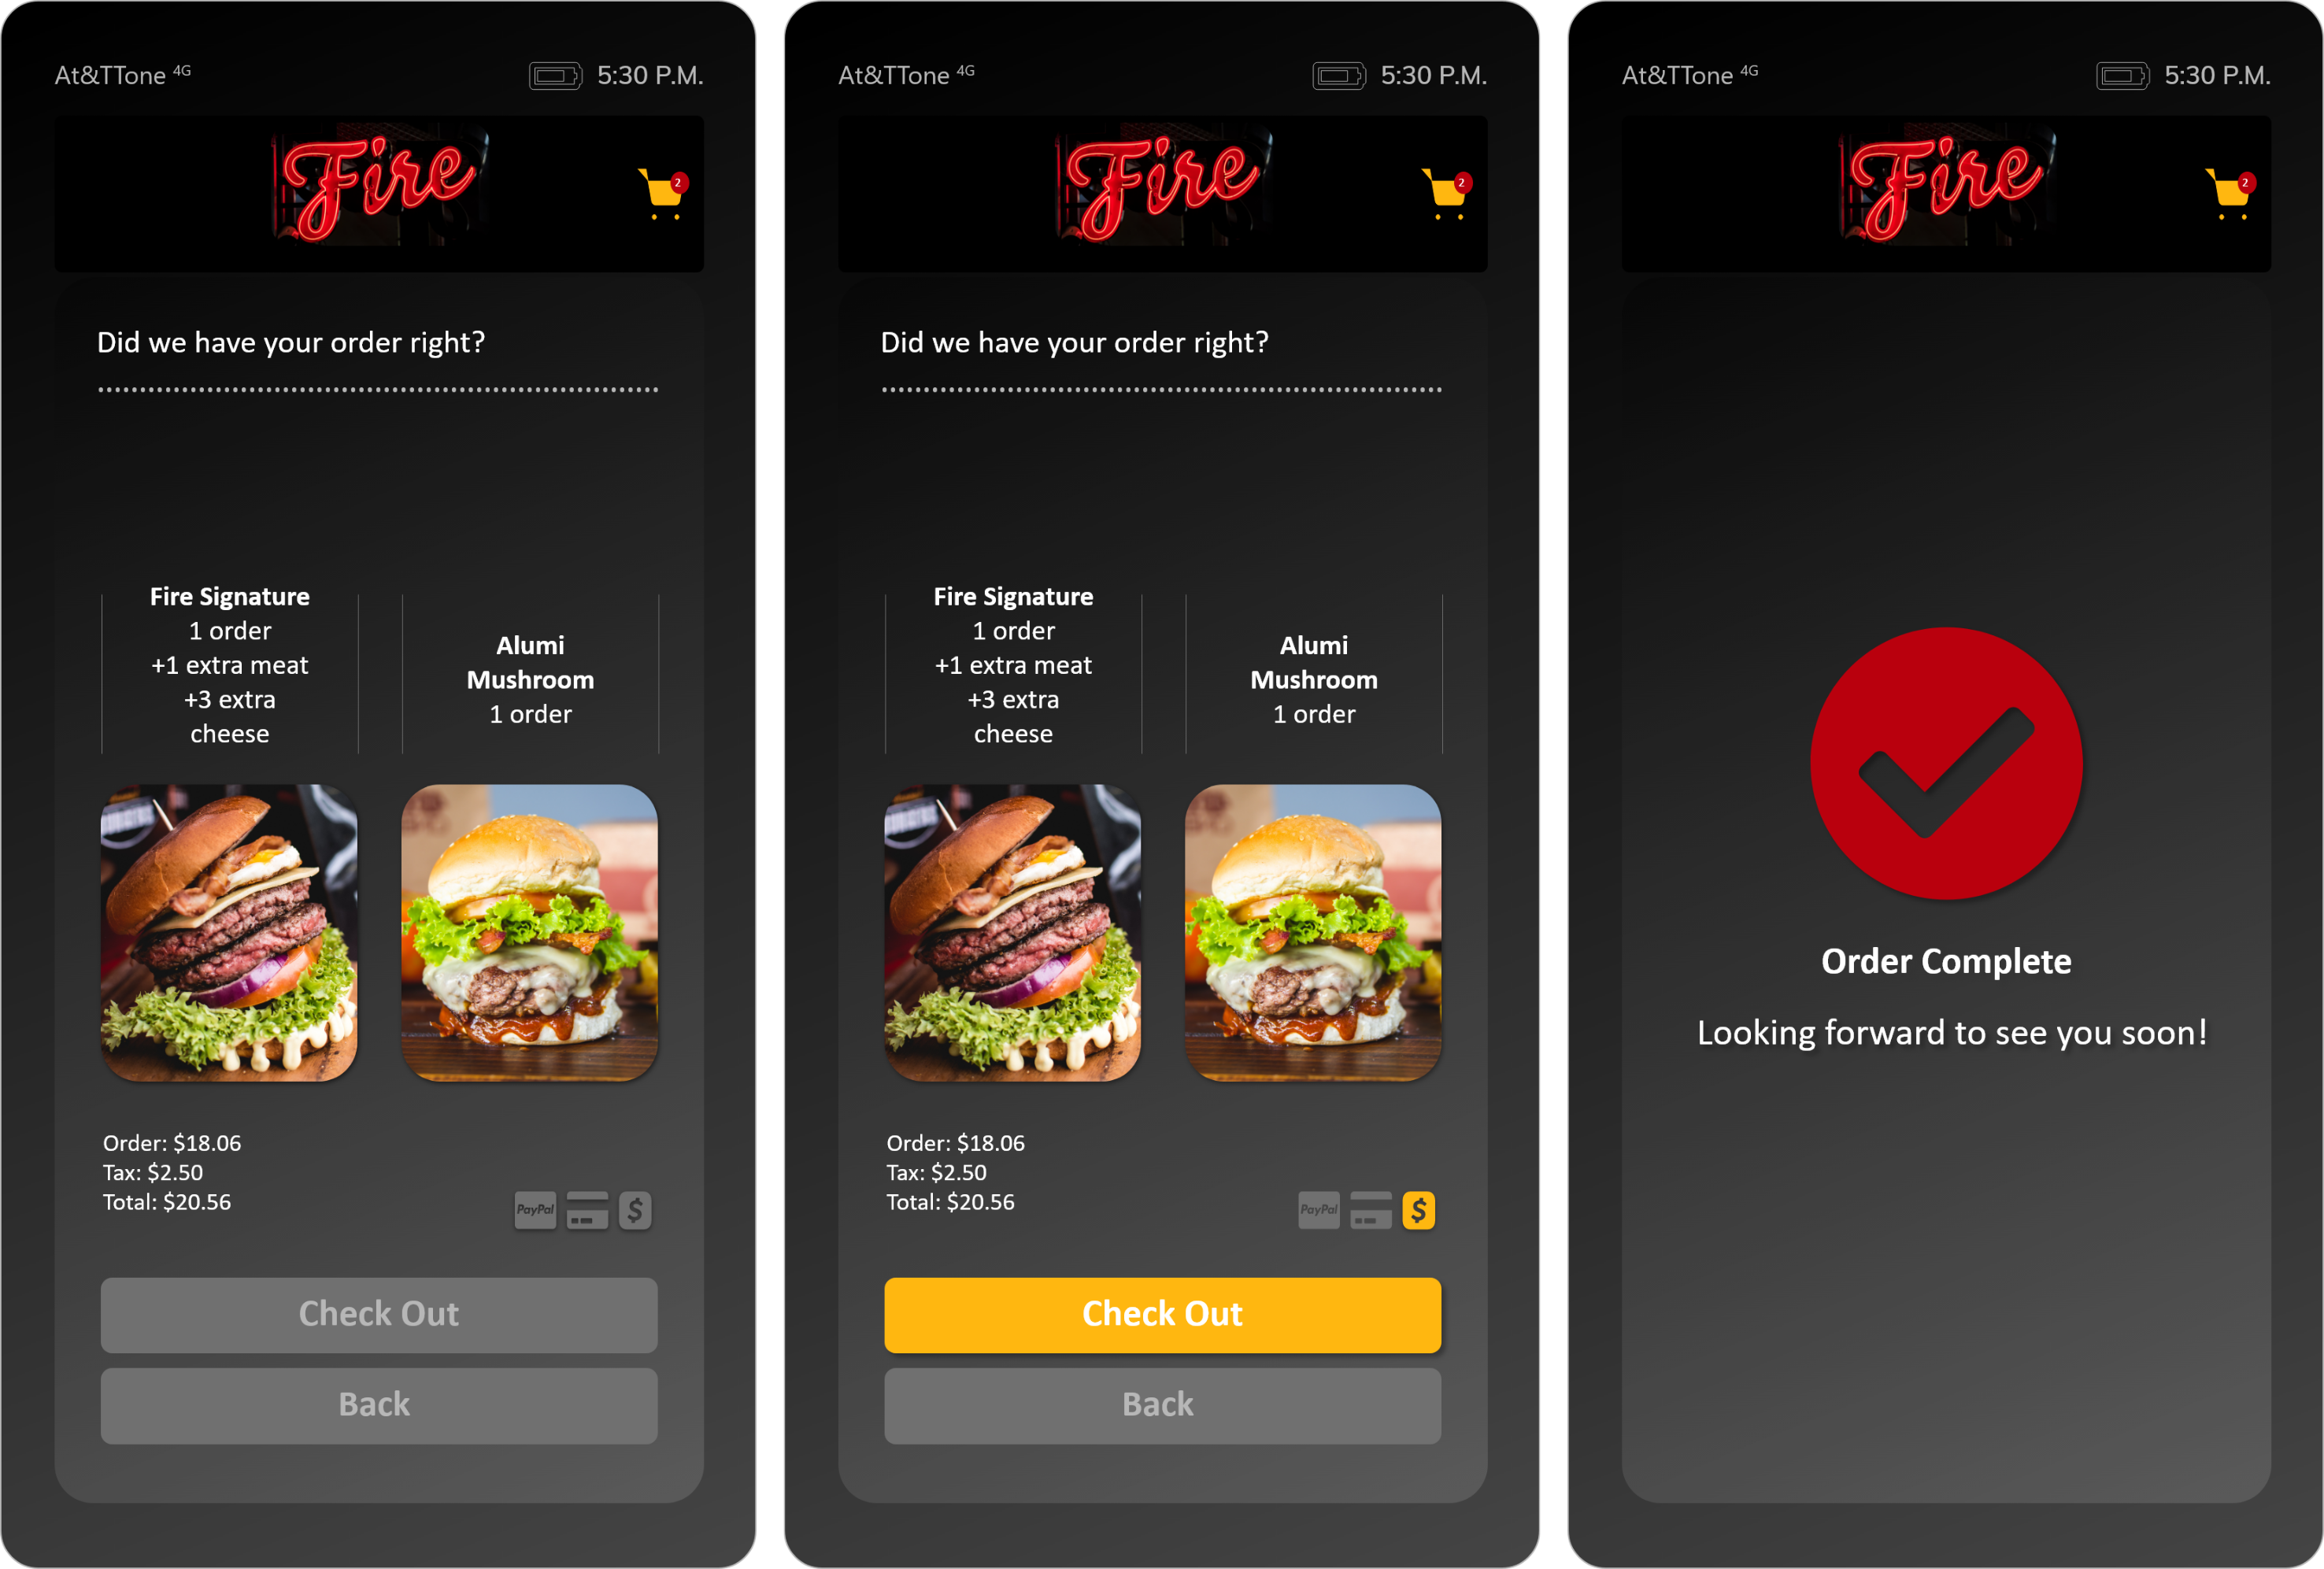 At&TTone 4G
5:30 P.M.
Fire
2
Did we have your order right?
Fire Signature
1 order
+1 extra meat
+3 extra
cheese
Alumi
Mushroom
1 order
Order: $18.06
Tax: $2.50
Total: $20.56
PayPal
$
Check Out
Back
At&TTone 4G
5:30 P.M.
Fire
2
Did we have your order right?
Fire Signature
1 order
+1 extra meat
+3 extra
cheese
Alumi
Mushroom
1 order
Order: $18.06
Tax: $2.50
Total: $20.56
PayPal
$
Check Out
Back
At&TTone 4G
5:30 P.M.
Fire
2
Order Complete
Looking forward to see you soon!